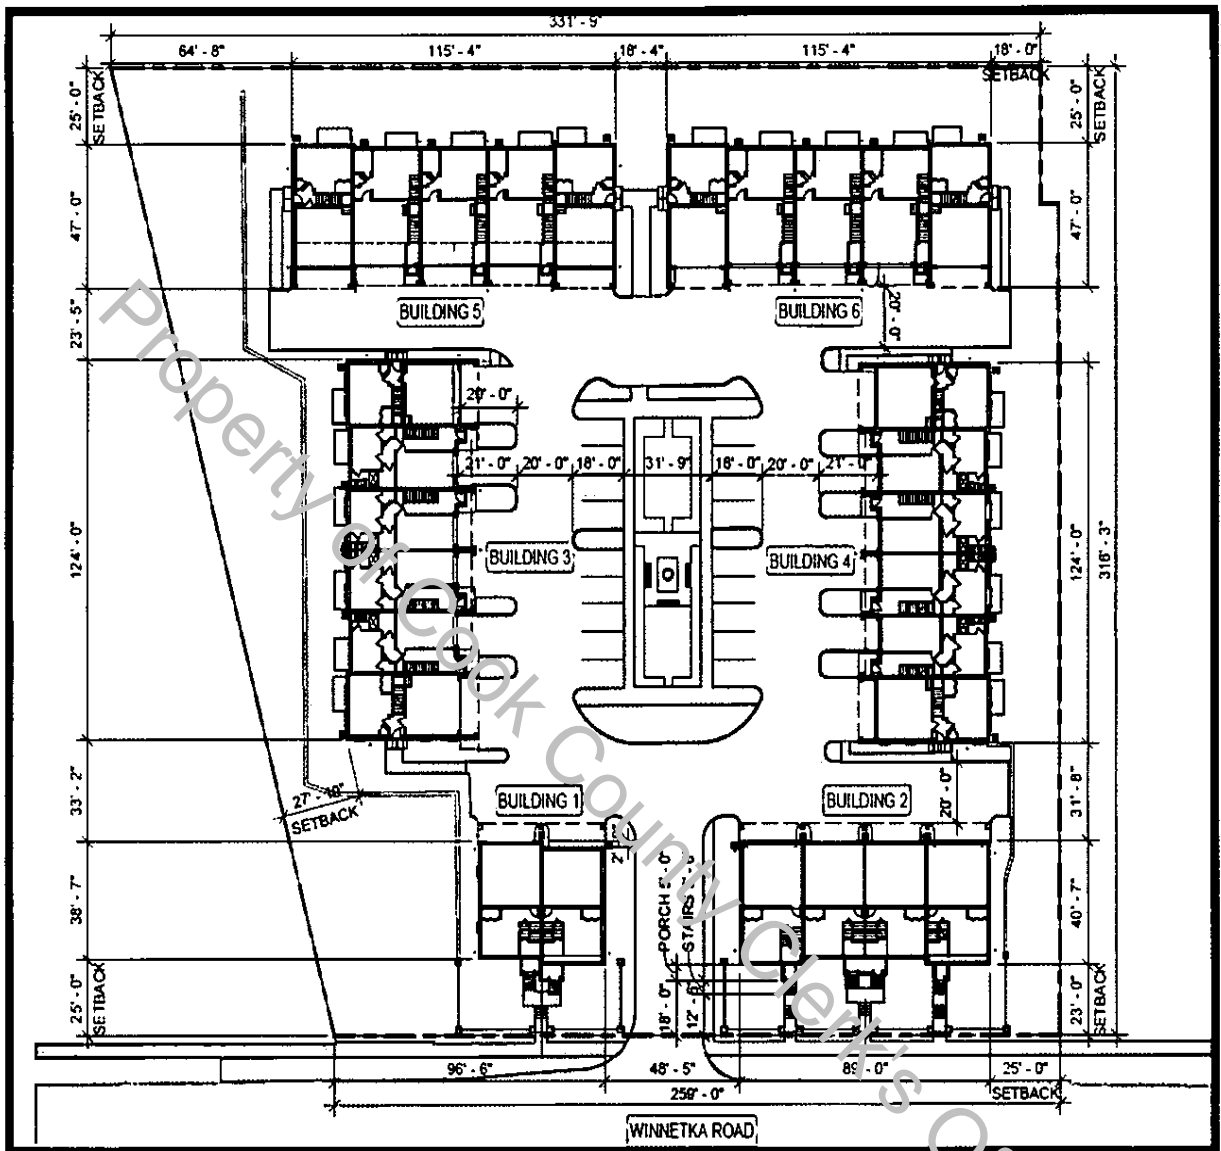 331' - 9"
64' - 8"
115' - 4"
18' - 4"
115' - 4"
18' - 0"
SETBACK
25' - 0"
SETBACK
25' - 0"
SETBACK
47' - 0"
47' - 0"
BUILDING 5
BUILDING 6
20' - 0"
23' - 5"
20' - 0"
21' - 0"
20' - 0"
18' - 0"
31' - 9"
20' - 0"
21' - 0"
BUILDING 3
BUILDING 4
124' - 0"
124' - 0"
316' - 3"
BUILDING 1
BUILDING 2
20' - 0"
33' - 2"
31' - 8"
SETBACK
PORCH
STAIRS
38' - 7"
40' - 7"
25' - 0"
SETBACK
18' - 0"
12' - 6"
23' - 0"
SETBACK
96' - 6"
48' - 5"
89' - 0"
25' - 0"
SETBACK
259' - 0"
WINNETKA ROAD
Property of Cook County Clerk's